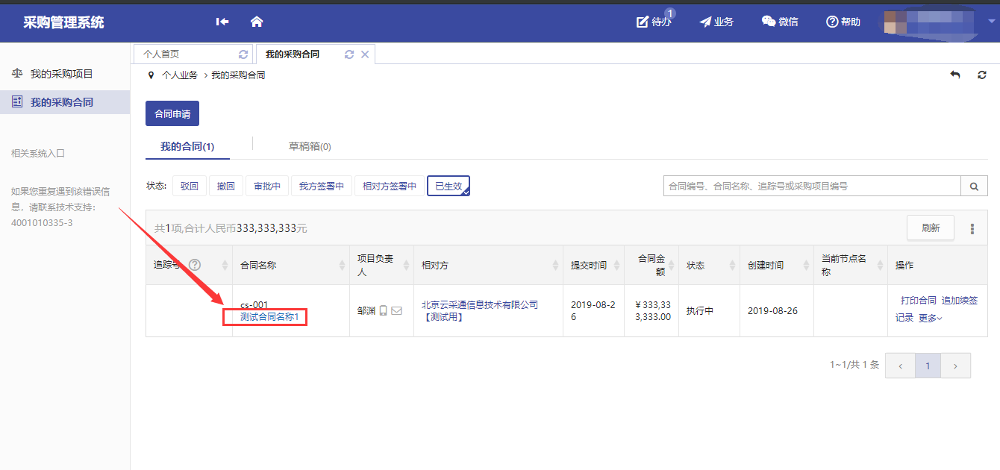 采购管理系统
待办
1
业务
微信
帮助
我的采购项目
我的采购合同
相关系统入口
如果您重复遇到该错误信
息，请联系技术支持：
4001010335-3
个人首页
我的采购合同
个人业务 › 我的采购合同
合同申请
我的合同(1)
草稿箱(0)
状态:
驳回
撤回
审批中
我方签署中
相对方签署中
已生效
合同编号、合同名称、追踪号或采购项目编号
共1项,合计人民币333,333,333元
刷新
追踪号
合同名称
项目负责
人
相对方
提交时间
合同金
额
状态
创建时间
当前节点名
称
操作
cs-001
测试合同名称1
邹渊
北京云采通信息技术有限公司
【测试用】
2019-08-2
6
￥333,33
3,333.00
执行中
2019-08-26
打印合同 追加续签
记录 更多
1~1/共 1 条
‹
1
›